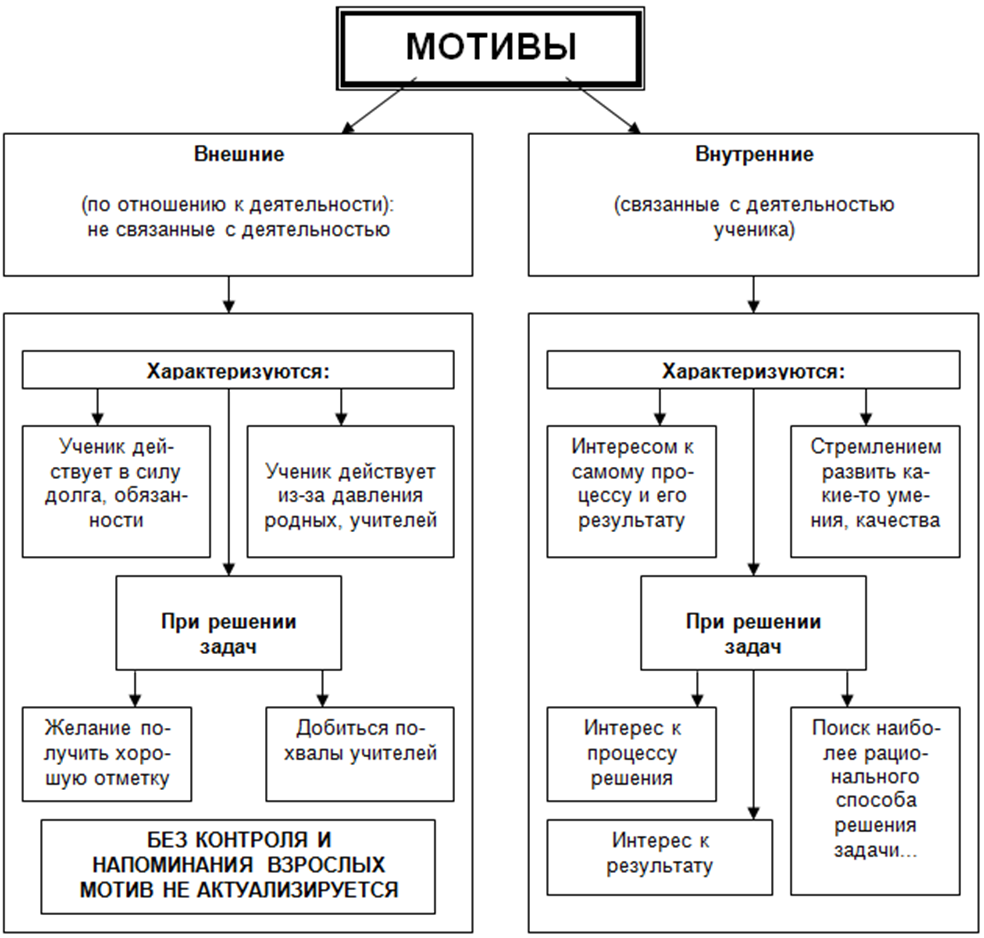 МОТИВЫ
Внешние
(по отношению к деятельности):
не связанные с деятельностью
Внутренние
(связанные с деятельностью
ученика)
Характеризуются:
Ученик дей-
ствует в силу
долга, обязан-
ности
Ученик действует
из-за давления
родных, учителей
При решении
задач
Желание по-
лучить хоро-
шую отметку
Добиться по-
хвалы учителей
БЕЗ КОНТРОЛЯ И
НАПОМИНАНИЯ ВЗРОСЛЫХ
МОТИВ НЕ АКТУАЛИЗИРУЕТСЯ
Характеризуются:
Интересом к
самому про-
цессу и его
результату
Стремлением
развить ка-
кие-то уме-
ния, качества
При решении
задач
Интерес к
процессу
решения
Интерес к
результату
Поиск наибо-
лее рацио-
нального
способа
решения
задачи...